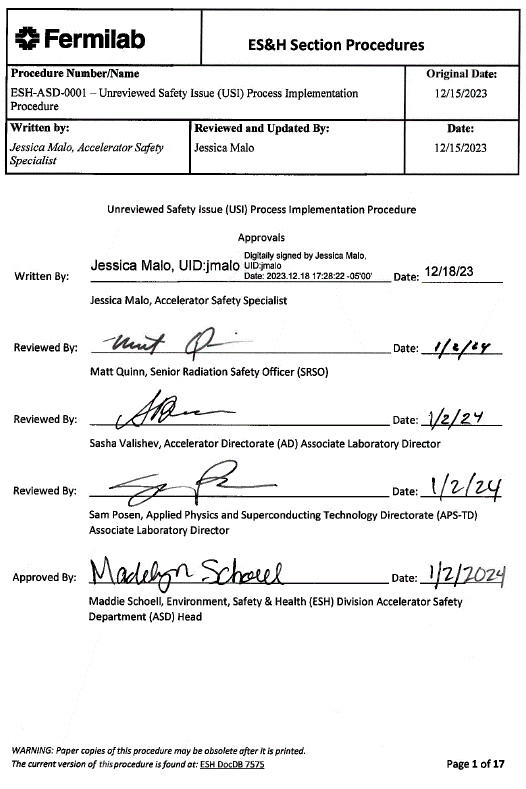 Fermilab
ES&H Section Procedures
Procedure Number/Name
Original Date:
ESH-ASD-0001 – Unreviewed Safety Issue (USI) Process Implementation
Procedure
12/15/2023
Written by:
Reviewed and Updated By:
Date:
Jessica Malo, Accelerator Safety
Specialist
Jessica Malo
12/15/2023
Unreviewed Safety Issue (USI) Process Implementation Procedure
Approvals
Written By:
Jessica Malo, UID:jmalo
Digitally signed by Jessica Malo,
UID:jmalo
Date: 2023.12.18 17:28:22 -05'00'
Date: 12/18/23
Jessica Malo, Accelerator Safety Specialist
Reviewed By:
Date: 1/2/24
Matt Quinn, Senior Radiation Safety Officer (SRSO)
Reviewed By:
Date: 1/2/24
Sasha Valishev, Accelerator Directorate (AD) Associate Laboratory Director
Reviewed By:
Date: 1/2/24
Sam Posen, Applied Physics and Superconducting Technology Directorate (APS-TD)
Associate Laboratory Director
Approved By: Madelyn Schoell Date: 1/2/2024
Maddie Schoell, Environment, Safety & Health (ESH) Division Accelerator Safety
Department (ASD) Head
WARNING: Paper copies of this procedure may be obsolete after it is printed.
The current version of this procedure is found at: ESH DocDB 7575
Page 1 of 17